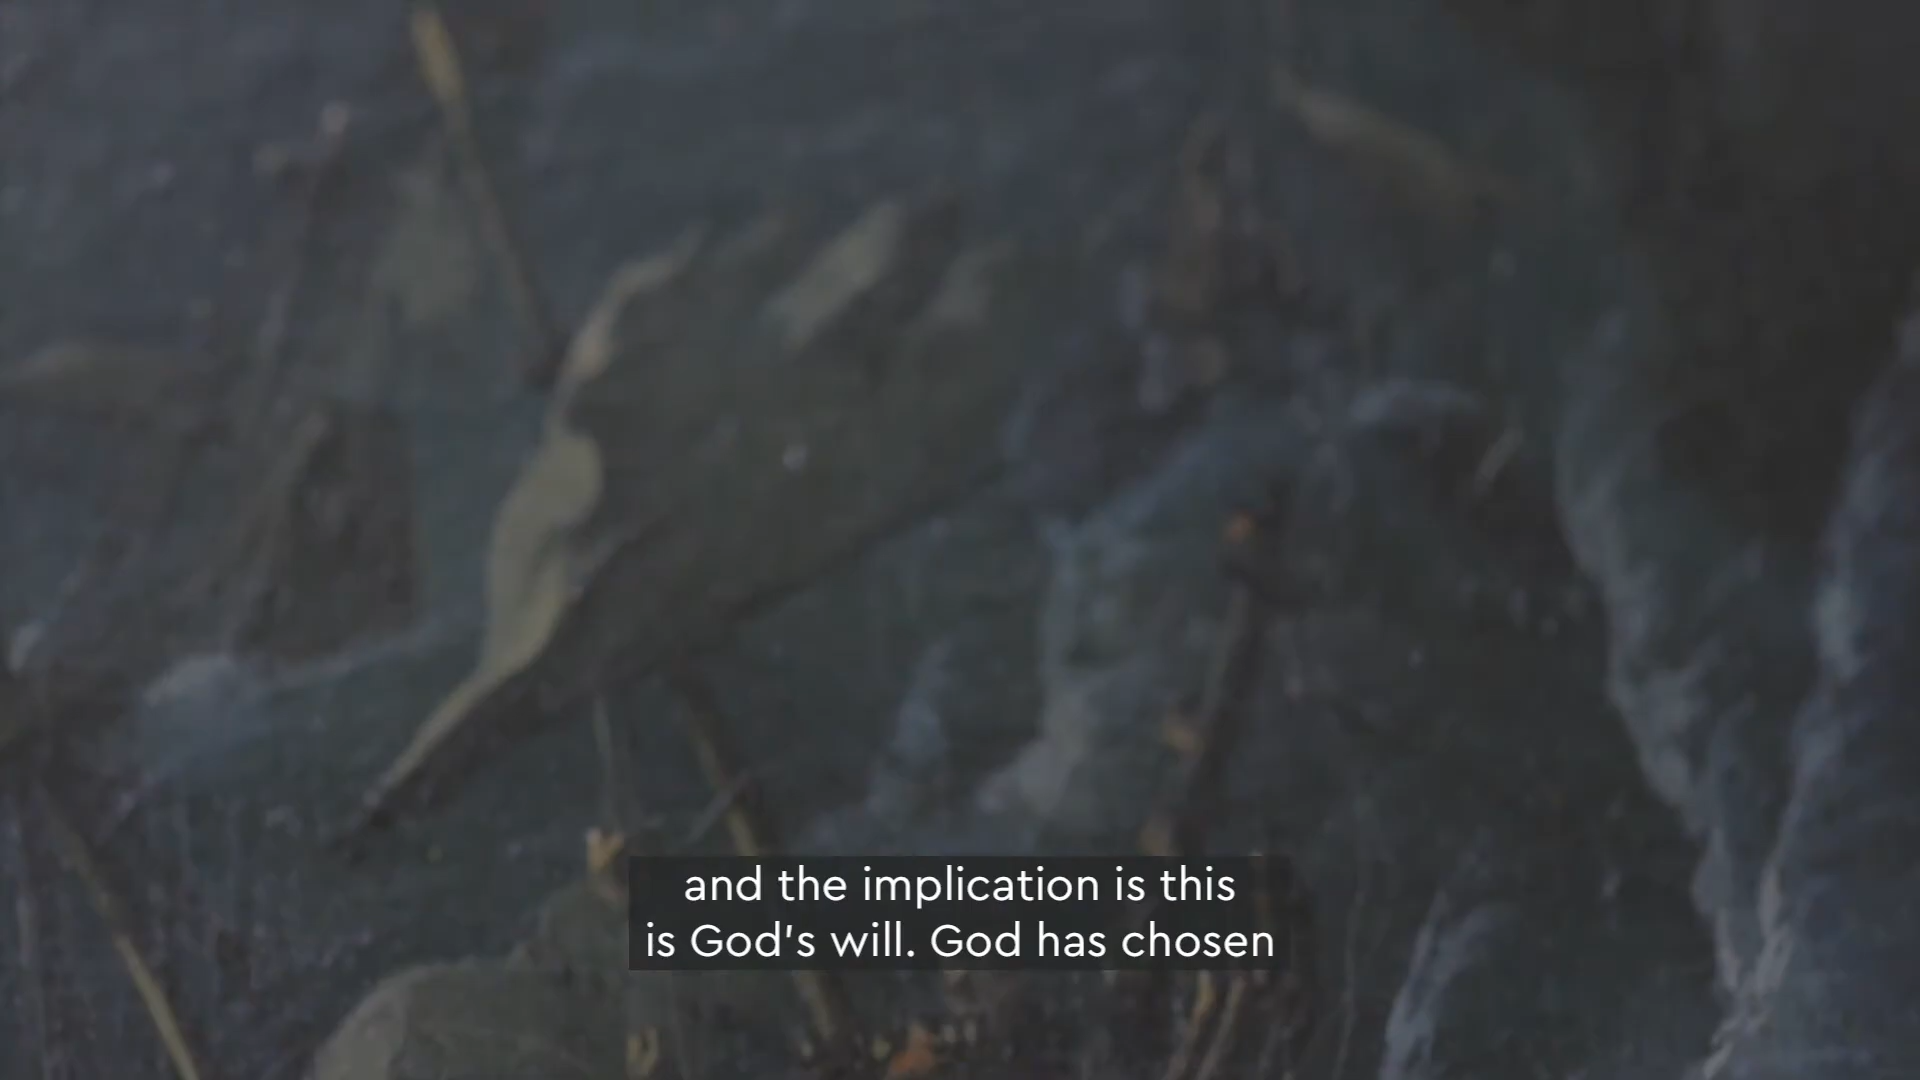 and the implication is this
is God's will. God has chosen